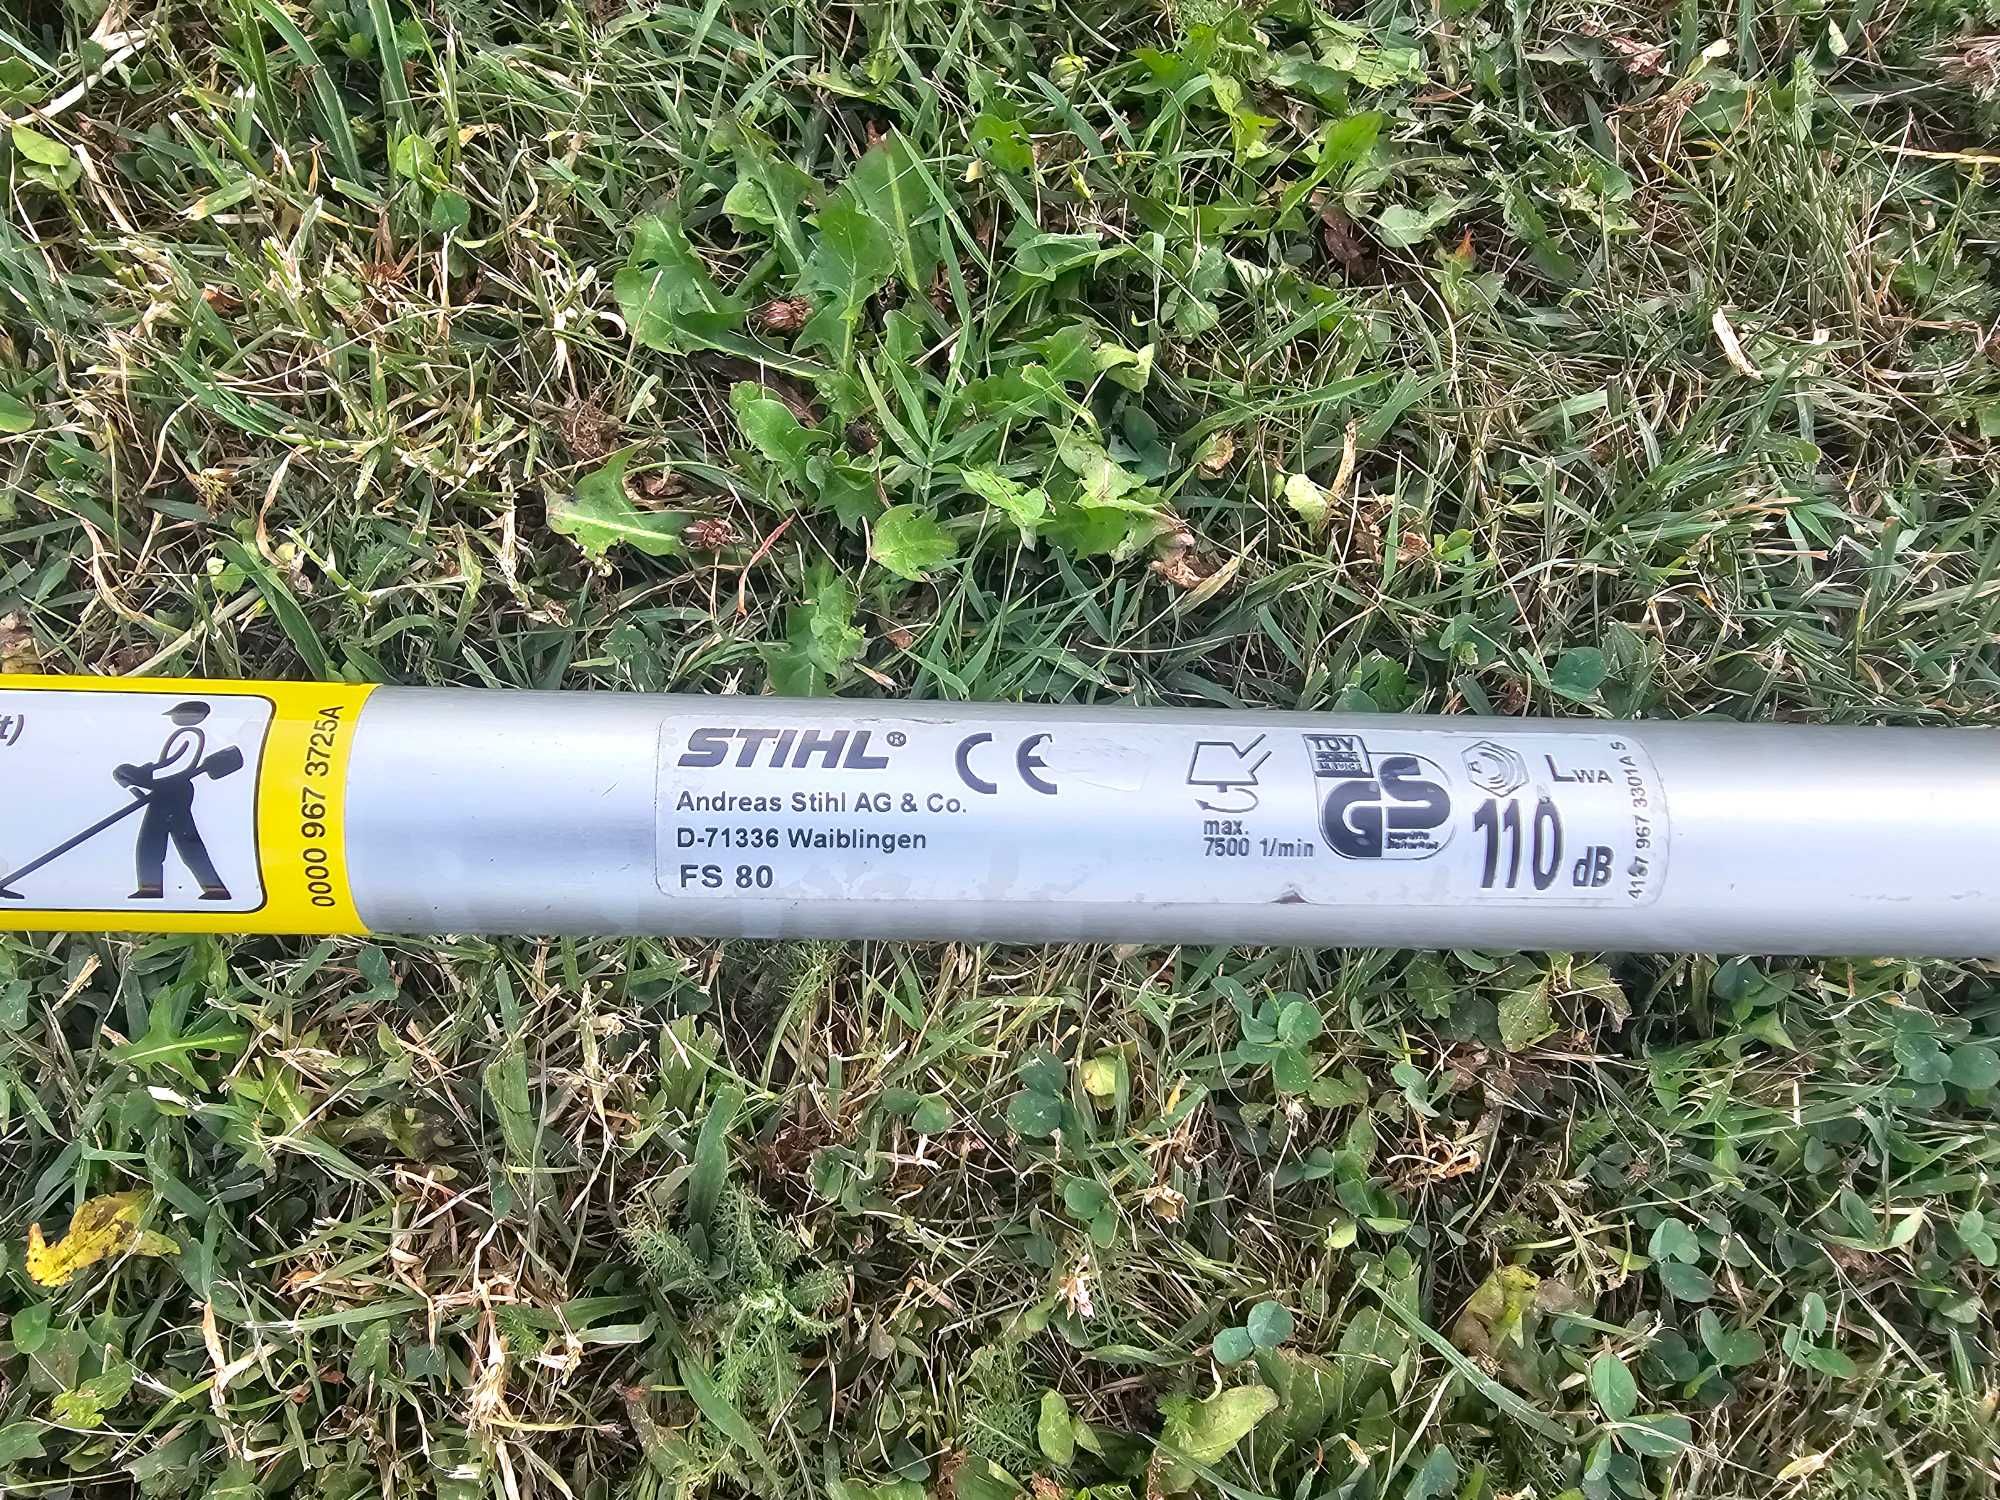 t)
0000 967 3725A
STIHL®
CE
Andreas Stihl AG & Co.
D-71336 Waiblingen
FS 80
max.
7500 1/min
TÜV
GS
LWA
110 dB